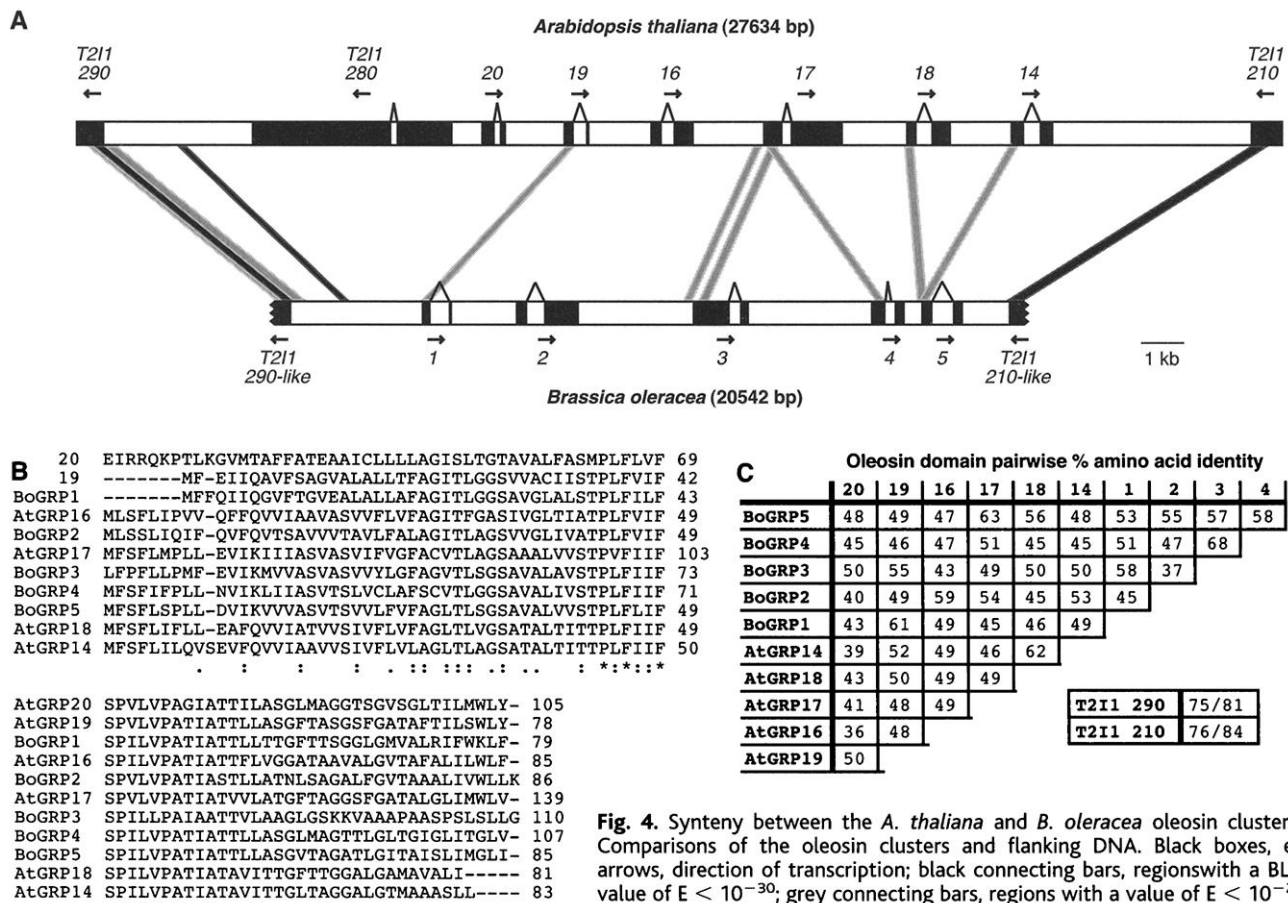 A
Arabidopsis thaliana (27634 bp)
T2I1 T2I1 T2I1
290 280 20 19 16 17 18 14 210
← ← → → → → → → ←
← → → → → → ←
T2I1 1 2 3 4 5 T2I1 1 kb
290-like 210-like
Brassica oleracea (20542 bp)
B
20 EIRRQKPTLKGVMTAFFATEAAICLLLLAGISLTGTAVALFASMPLFLVF 69
19 -------MF-EIIQAVFSAGVALALLTFAGITLGGSVVACIISTPLFVIF 42
BoGRP1 -------MFFQIIQGVFTGVELALLAFAGITLGGSVVGLALSTPLFILF 43
AtGRP16 MLSFLIPVV-QFFQVVIAAVASVVFLVFAGITFGASIVGLTIATPLFVIF 49
BoGRP2 MLSSLIQIF-QVFQVTSAVVVTAVLFALAGITLAGSVVGLIVATPLFVIF 49
AtGRP17 MFSFLMPLL-EVIKIIIASVASVIFVGFACVTLAGSAAALVVSTPVFIIF 103
BoGRP3 LFPFLLPMF-EVIKMVVASVASVVYLGFAGVTLSGSAVALAVSTPLFIIF 73
BoGRP4 MFSFIFPLL-NVIKLIIASVTSLVCLAFSCVTLGGSAVALIVSTPLFIIF 71
BoGRP5 MFSFLSPLL-DVIKVVVASVTSVVLFVFAGLTLSGSAVALVVSTPLFIIF 49
AtGRP18 MFSFLIFLL-EAFQVVIATVVSIVFLVFAGLTLVGSATALTITTPLFIIF 49
AtGRP14 MFSFLILQVSEVFQVVIATVVSIVFLVLAGLTLAGSATALTITTPLFIIF 50
. : : : :: ::: .: .. *:*::*
AtGRP20 SPVLVPAGIATTILASGLMAGGTSGVSGLTILMWLY- 105
AtGRP19 SPVLVPATIATTLLASGFTAGSSFGATAFTILSWLY- 78
BoGRP1 SPILVPATIATTLLTTGFTTSGGLGMVALRIFWKLF- 79
AtGRP16 SPILVPATIATTFLVGGATAAVALGVTAFALILWLF- 85
BoGRP2 SPVLVPATIASTLLATNLSAGALFGVTAAALIVWLLK 86
AtGRP17 SPVLVPATIATVVLATGFTAGGSFGATALGLIMWLV- 139
BoGRP3 SPILLPAIAATTVLAAGLGSKKVAAAPAASPSLSLLG 110
BoGRP4 SPILVPATIATTLLASGLMAGTTLGLTGIGLITGLV- 107
BoGRP5 SPILVPATIATTLLASGVTAGATLGITAISLIMGLI- 85
AtGRP18 SPILVPATIATAVITTGFTTGGALGAMAVALI----- 81
AtGRP14 SPILVPATIATAVITTGLTAGGALGTMAAASLL---- 83
C Oleosin domain pairwise % amino acid identity
20 19 16 17 18 14 1 2 3 4
BoGRP5 48 49 47 63 56 48 53 55 57 58
BoGRP4 45 46 47 51 45 45 51 47 68
BoGRP3 50 55 43 49 50 50 58 37
BoGRP2 40 49 59 54 45 53 45
BoGRP1 43 61 49 45 46 49
AtGRP14 39 52 49 46 62
AtGRP18 43 50 49 49
AtGRP17 41 48 49
AtGRP16 36 48
AtGRP19 50
T2I1 290 75/81
T2I1 210 76/84
Fig. 4. Synteny between the A. thaliana and B. oleracea oleosin cluster
Comparisons of the oleosin clusters and flanking DNA. Black boxes, e
arrows, direction of transcription; black connecting bars, regionswith a BL
value of E < 10⁻³⁰; grey connecting bars, regions with a value of E < 10⁻